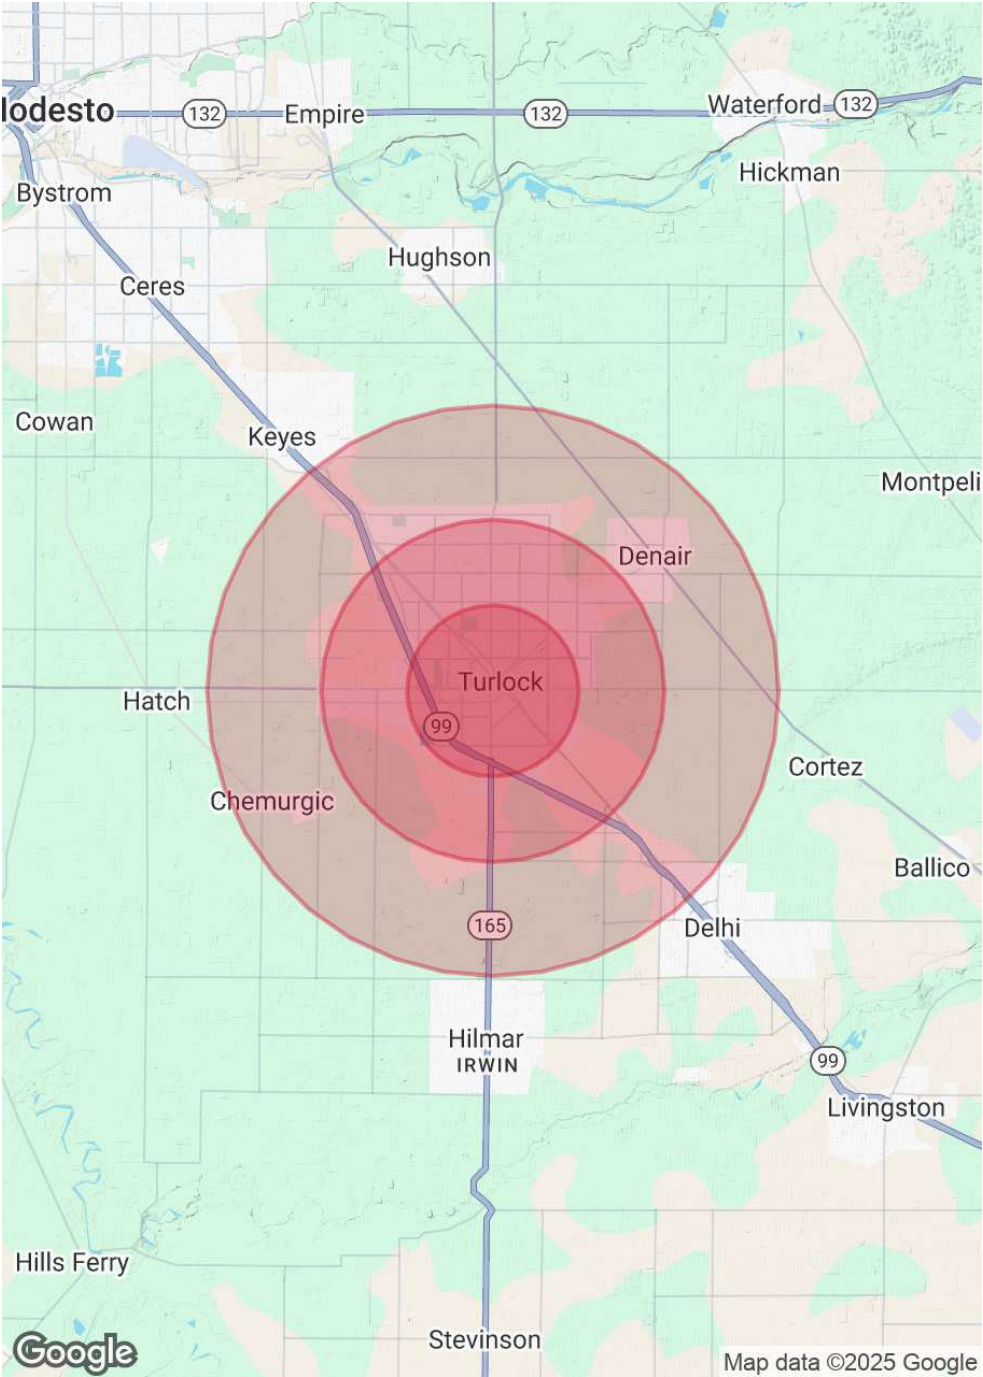 lodesto
132
Empire
132
Waterford
132
Hickman
Bystrom
Hughson
Ceres
Cowan
Keyes
Montpeli
Denair
Turlock
Hatch
99
Cortez
Chemurgic
Ballico
165
Delhi
Hilmar
IRWIN
99
Livingston
Hills Ferry
Stevinson
Google
Map data ©2025 Google